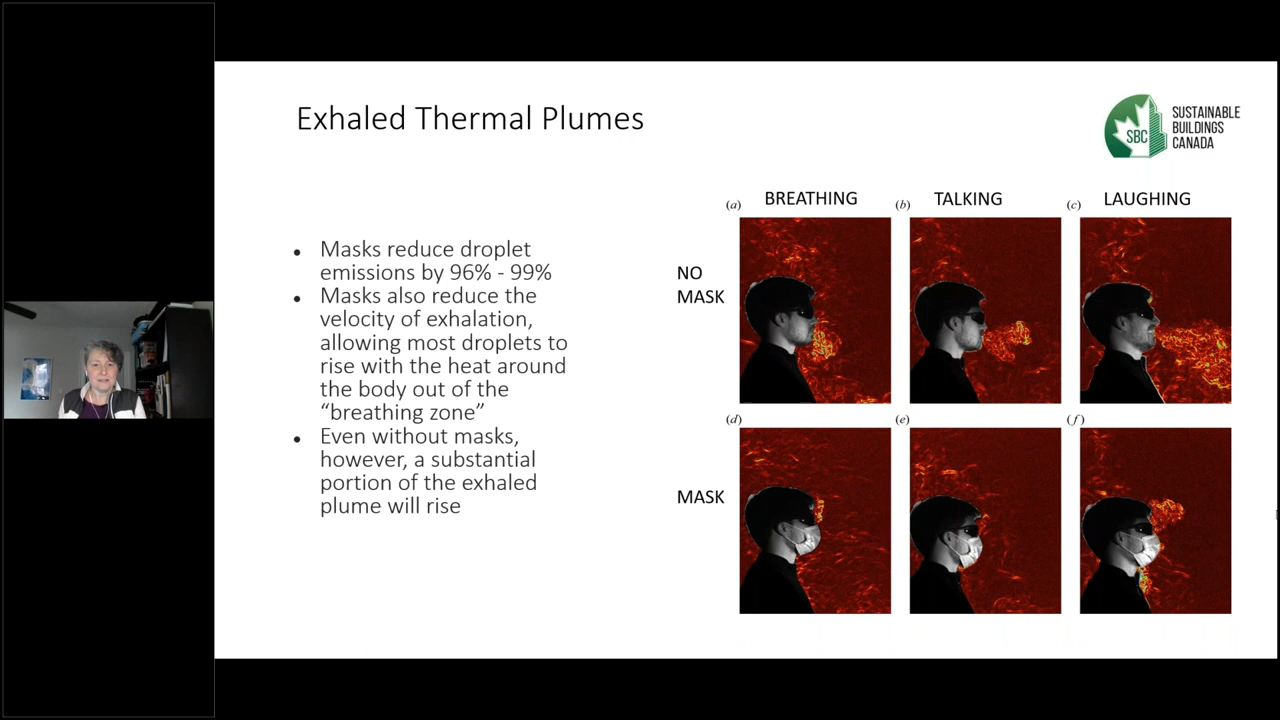 Exhaled Thermal Plumes
SBC
SUSTAINABLE
BUILDINGS
CANADA
• Masks reduce droplet
emissions by 96% - 99%
• Masks also reduce the
velocity of exhalation,
allowing most droplets to
rise with the heat around
the body out of the
“breathing zone”
• Even without masks,
however, a substantial
portion of the exhaled
plume will rise
(a) BREATHING (b) TALKING (c) LAUGHING
NO
MASK
(d) (e) (f)
MASK